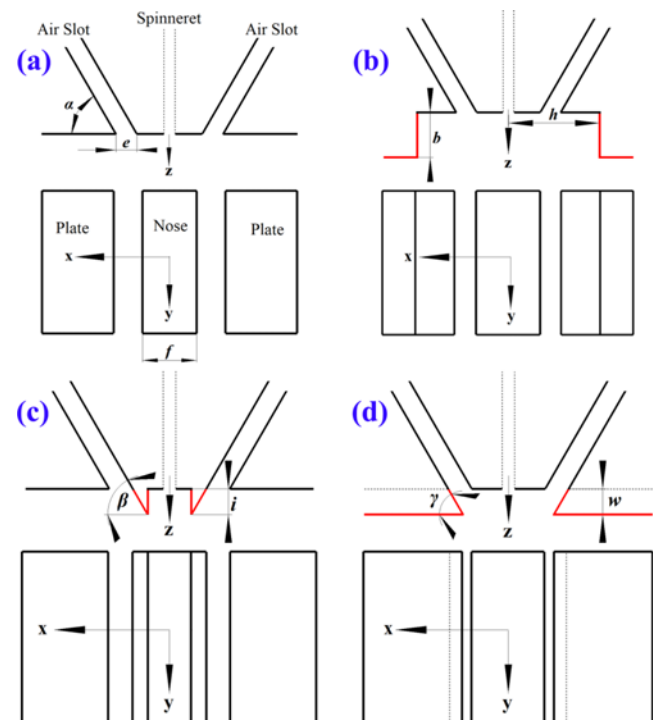 Spinneret
Air Slot
Air Slot
(a)
α
e
z
Plate
Nose
Plate
x
y
f
(b)
h
b
z
x
y
(c)
β
i
z
x
y
(d)
γ
w
z
x
y